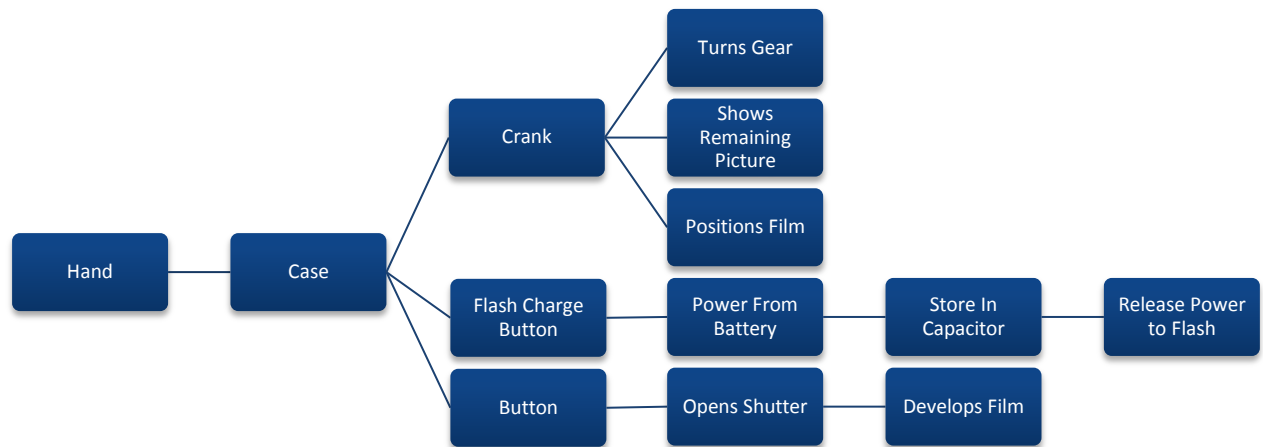 Turns Gear
Shows
Remaining
Picture
Crank
Positions Film
Hand
Case
Flash Charge
Button
Power From
Battery
Store In
Capacitor
Release Power
to Flash
Button
Opens Shutter
Develops Film